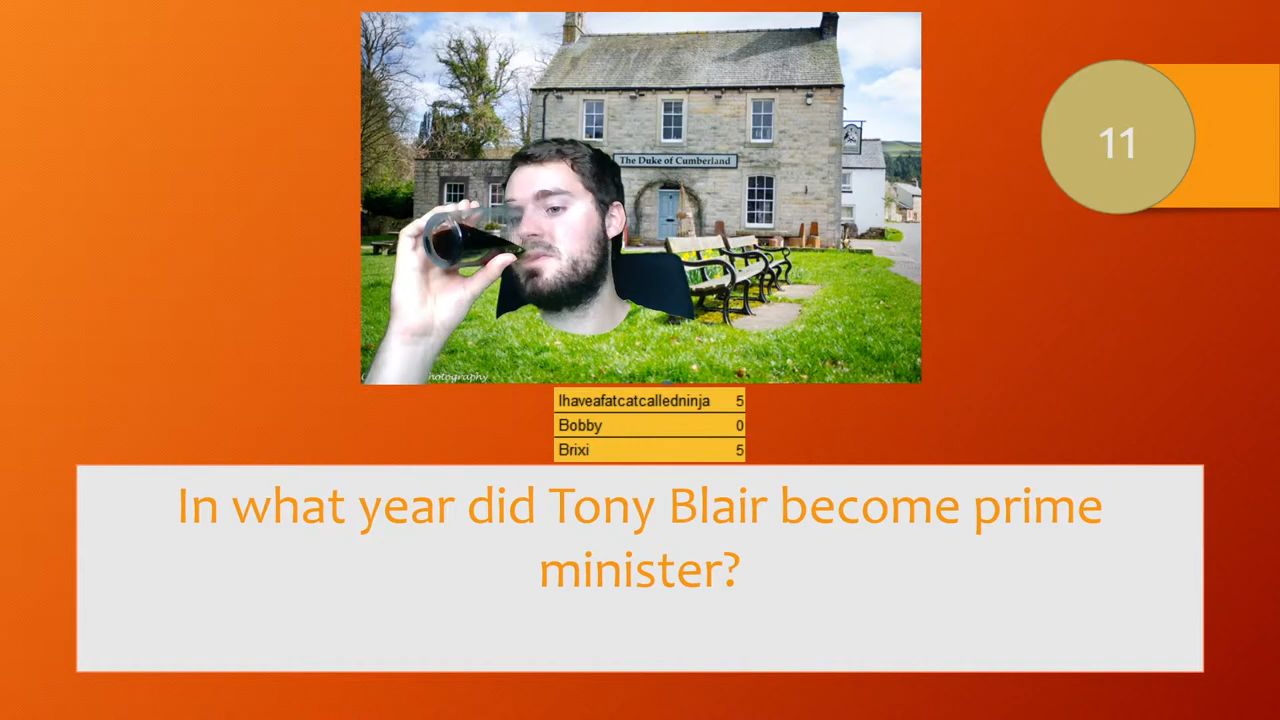 The Duke of Cumberland
11
hotography
Ihaveafatcatcalledninja 5
Bobby 0
Brixi 5
In what year did Tony Blair become prime
minister?